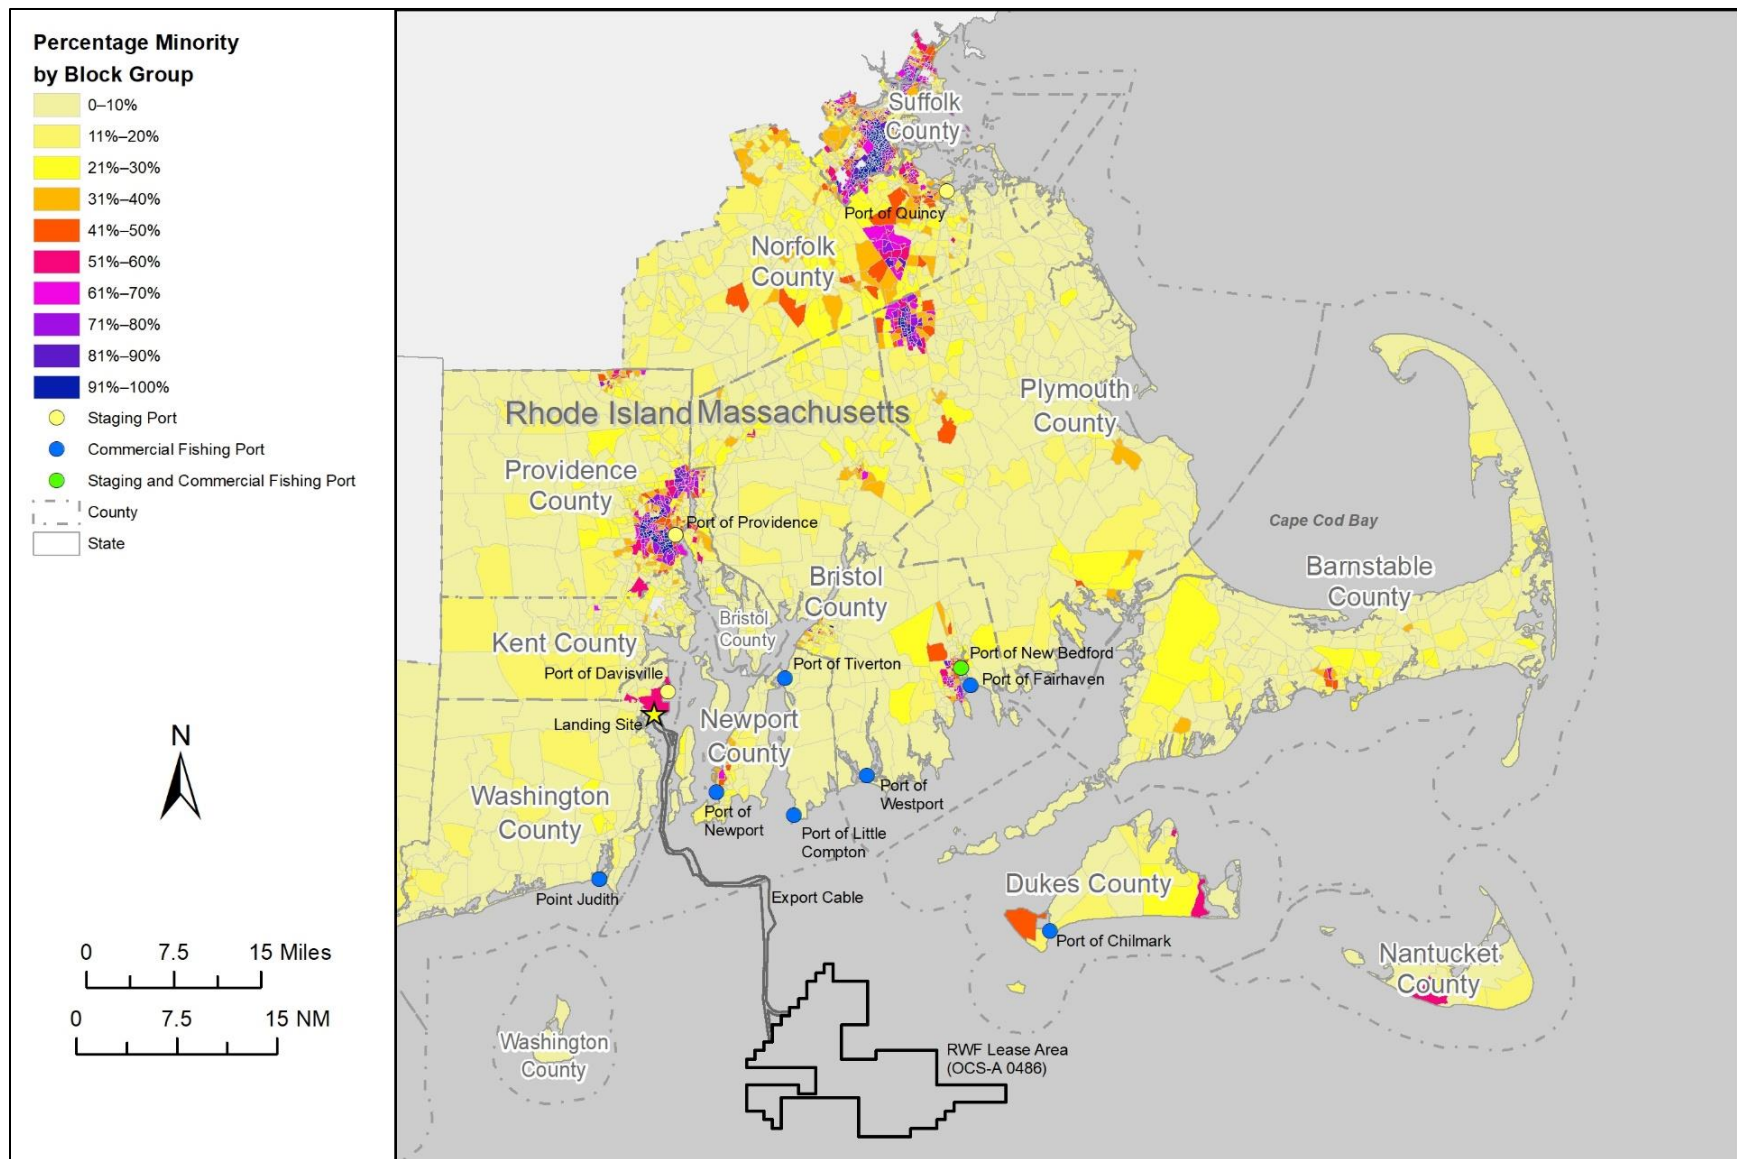 Percentage Minority
by Block Group
0–10%
11%–20%
21%–30%
31%–40%
41%–50%
51%–60%
61%–70%
71%–80%
81%–90%
91%–100%
Staging Port
Commercial Fishing Port
Staging and Commercial Fishing Port
County
State
N
0 7.5 15 Miles
0 7.5 15 NM
Suffolk
County
Port of Quincy
Norfolk
County
Plymouth
County
Rhode Island
Massachusetts
Providence
County
Port of Providence
Cape Cod Bay
Barnstable
County
Bristol
County
Bristol
County
Kent County
Port of Tiverton
Port of New Bedford
Port of Fairhaven
Port of Davisville
Landing Site
Newport
County
Washington
County
Port of
Newport
Port of
Westport
Port of Little
Compton
Point Judith
Export Cable
Dukes County
Port of Chilmark
Nantucket
County
Washington
County
RWF Lease Area
(OCS-A 0486)